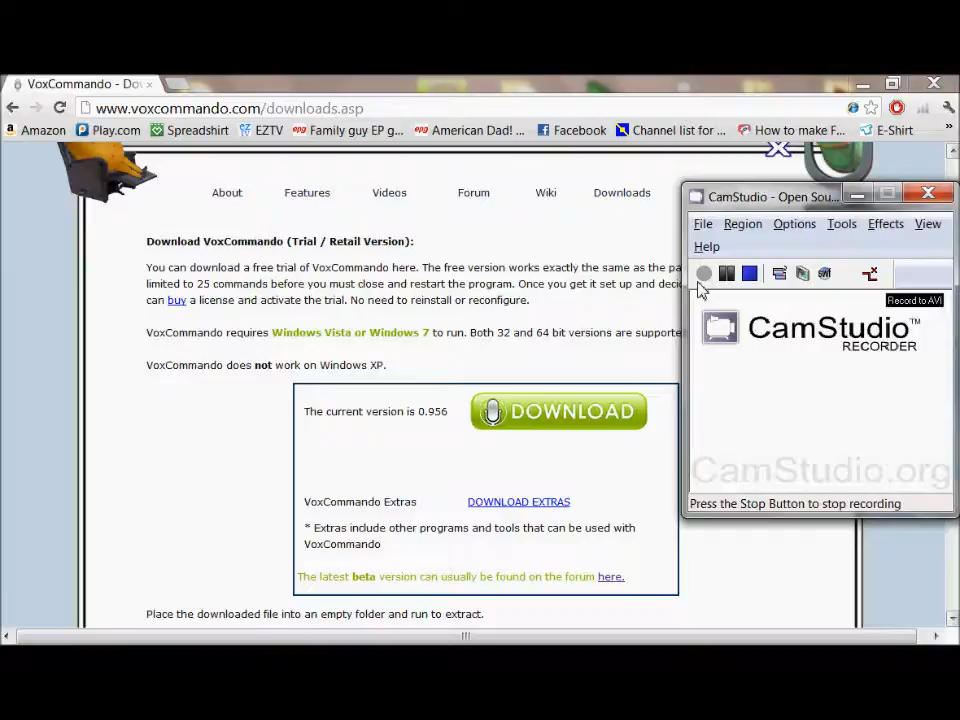 VoxCommando - Do
www.voxcommando.com/downloads.asp
Amazon Play.com Spreadshirt EZTV Family guy EP g... American Dad! ... Facebook Channel list for ... How to make F... E-Shirt »
About Features Videos Forum Wiki Downloads
Download VoxCommando (Trial / Retail Version):
You can download a free trial of VoxCommando here. The free version works exactly the same as the pa
limited to 25 commands before you must close and restart the program. Once you get it set up and deci
can buy a license and activate the trial. No need to reinstall or reconfigure.
VoxCommando requires Windows Vista or Windows 7 to run. Both 32 and 64 bit versions are supporte
VoxCommando does not work on Windows XP.
The current version is 0.956 DOWNLOAD
VoxCommando Extras DOWNLOAD EXTRAS
* Extras include other programs and tools that can be used with
VoxCommando
The latest beta version can usually be found on the forum here.
Place the downloaded file into an empty folder and run to extract.
CamStudio - Open Sou...
File Region Options Tools Effects View
Help
Record to AVI
CamStudio™
RECORDER
CamStudio.org
Press the Stop Button to stop recording